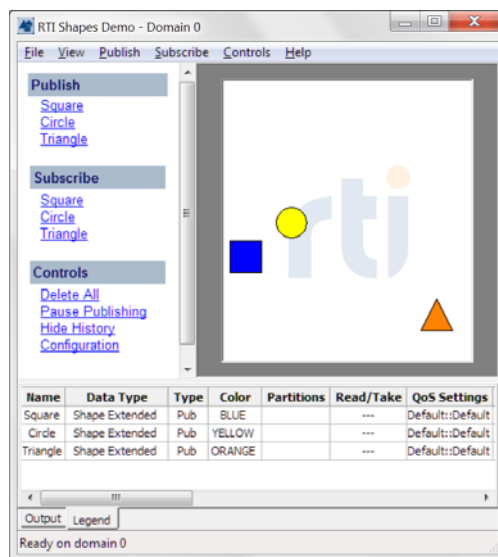 RTI Shapes Demo - Domain 0
File View Publish Subscribe Controls Help
Publish
Square
Circle
Triangle
Subscribe
Square
Circle
Triangle
Controls
Delete All
Pause Publishing
Hide History
Configuration
rti
Name Data Type Type Color Partitions Read/Take QoS Settings
Square Shape Extended Pub BLUE --- Default::Default
Circle Shape Extended Pub YELLOW --- Default::Default
Triangle Shape Extended Pub ORANGE --- Default::Default
Output Legend
Ready on domain 0